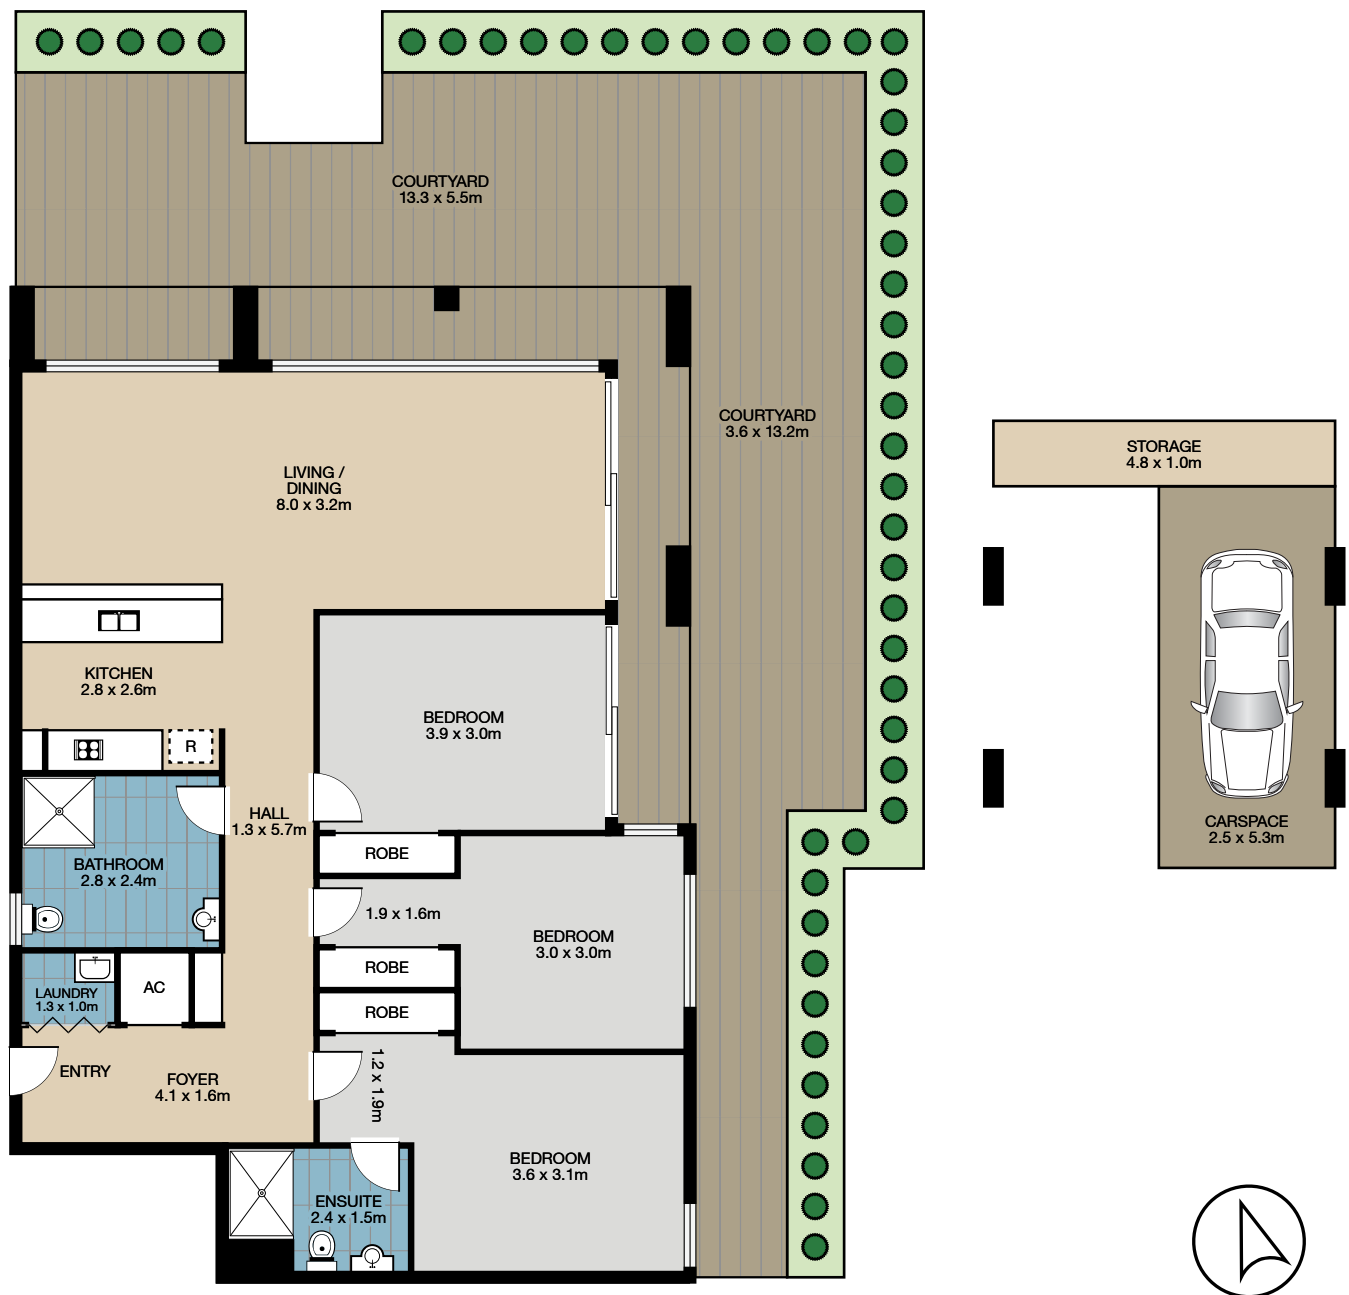 COURTYARD
13.3 x 5.5m
COURTYARD
3.6 x 13.2m
STORAGE
4.8 x 1.0m
LIVING /
DINING
8.0 x 3.2m
KITCHEN
2.8 x 2.6m
BEDROOM
3.9 x 3.0m
R
HALL
1.3 x 5.7m
CARSPACE
2.5 x 5.3m
ROBE
BATHROOM
2.8 x 2.4m
1.9 x 1.6m
BEDROOM
3.0 x 3.0m
ROBE
AC
LAUNDRY
1.3 x 1.0m
ROBE
ENTRY
FOYER
4.1 x 1.6m
1.2 x 1.9m
BEDROOM
3.6 x 3.1m
ENSUITE
2.4 x 1.5m